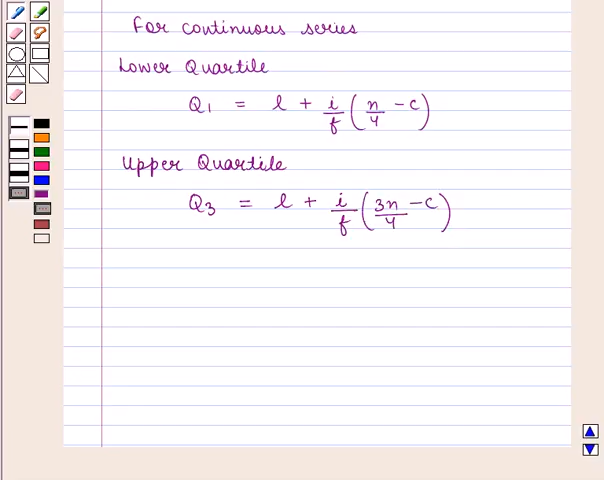 For continuous series
Lower Quartile
Q1 = l + i/f (n/4 - c)
Upper Quartile
Q3 = l + i/f (3n/4 - c)